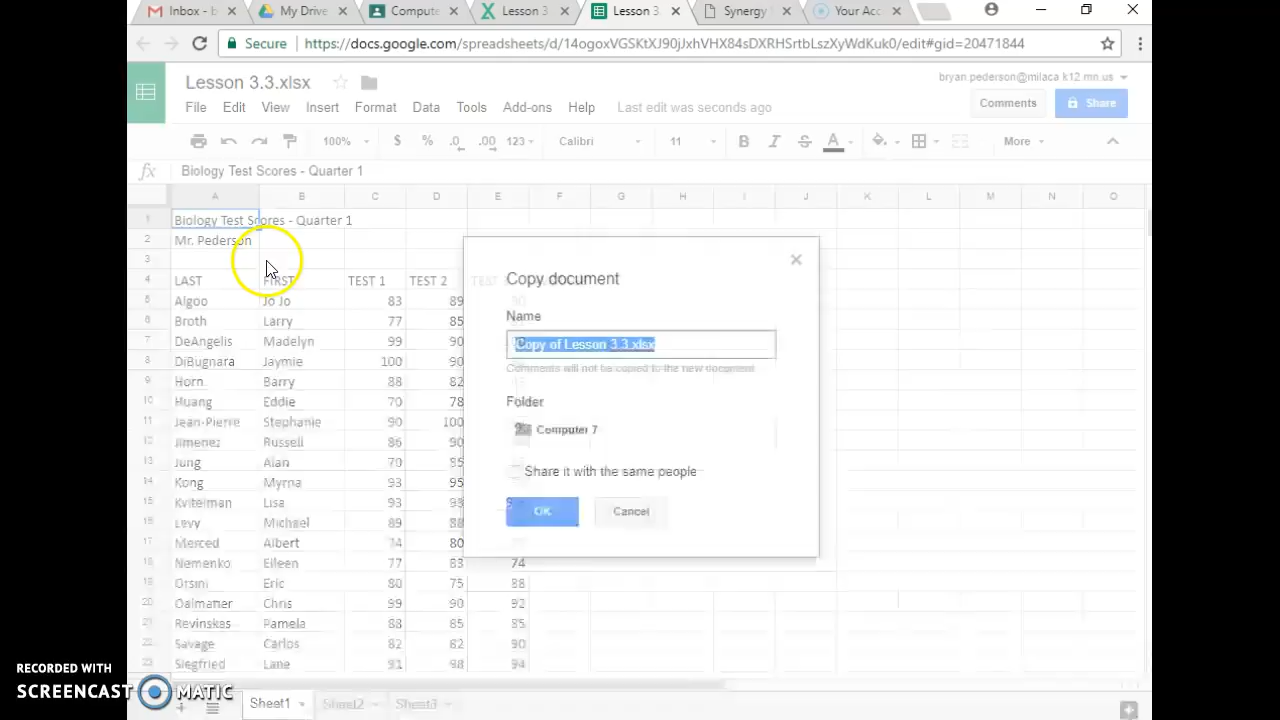 Inbox - b
My Drive
Compute
Lesson 3
Lesson 3.
Synergy
Your Acc
Secure
https://docs.google.com/spreadsheets/d/14ogoxVGSKtXJ90jJxhVHX84sDXRHSrtbLszXyWdKuk0/edit#gid=20471844
Lesson 3.3.xlsx
bryan.pederson@milaca.k12.mn.us
File Edit View Insert Format Data Tools Add-ons Help Last edit was seconds ago
Comments
Share
100% $ % .0 .00 123 Calibri 11 B I S A More
fx Biology Test Scores - Quarter 1
A B C D E F G H I J K L M N O
1 Biology Test Scores - Quarter 1
2 Mr. Pederson
3
4 LAST FIRST TEST 1 TEST 2
5 Algoo Jo Jo 83 89
6 Broth Larry 77 85
7 DeAngelis Madelyn 99 90
8 DiBugnara Jaymie 100 90
9 Horn Barry 88 82
10 Huang Eddie 70 78
11 Jean-Pierre Stephanie 90 100
12 Jimenez Russell 86 90
13 Jung Alan 70 85
14 Kong Myrna 93 95
15 Kvitelman Lisa 93 93
16 Levy Michael 89 88
17 Merced Albert 74 80
18 Nemenko Eileen 77 83 74
19 Orsini Eric 80 75 88
20 Oalmatner Chris 99 90 92
21 Revinskas Pamela 88 85 85
22 Savage Carlos 82 82 90
23 Siegfried Lane 91 98 94
Copy document
Name
Copy of Lesson 3.3.xlsx
Comments will not be copied to the new document
Folder
Computer 7
Share it with the same people
OK
Cancel
Sheet1
Sheet2
Sheet3
RECORDED WITH
SCREENCAST MATIC